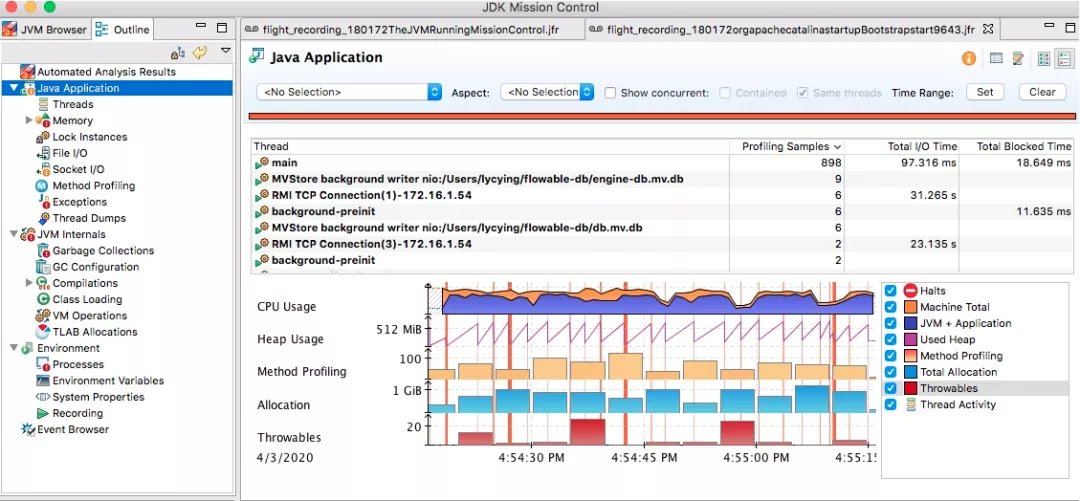 JDK Mission Control
JVM Browser
Outline
flight_recording_180172TheJVMRunningMissionControl.jfr
flight_recording_180172orgapachecatalinastartupBootstrapstart9643.jfr
Automated Analysis Results
Java Application
Threads
Memory
Lock Instances
File I/O
Socket I/O
Method Profiling
Exceptions
Thread Dumps
JVM Internals
Garbage Collections
GC Configuration
Compilations
Class Loading
VM Operations
TLAB Allocations
Environment
Processes
Environment Variables
System Properties
Recording
Event Browser
Java Application
<No Selection> Aspect: <No Selection Show concurrent: Contained Same threads Time Range: Set Clear
Thread Profiling Samples Total I/O Time Total Blocked Time
main 898 97.316 ms 18.649 ms
MVStore background writer nio:/Users/lycying/flowable-db/engine-db.mv.db 9
RMI TCP Connection(1)-172.16.1.54 6 31.265 s
background-preinit 6 11.635 ms
MVStore background writer nio:/Users/lycying/flowable-db/db.mv.db 6
RMI TCP Connection(3)-172.16.1.54 2 23.135 s
background-preinit 2
CPU Usage
Heap Usage 512 MiB
Method Profiling 100
Allocation 1 GiB
Throwables 20
4/3/2020 4:54:30 PM 4:54:45 PM 4:55:00 PM 4:55:15
Halts
Machine Total
JVM + Application
Used Heap
Method Profiling
Total Allocation
Throwables
Thread Activity